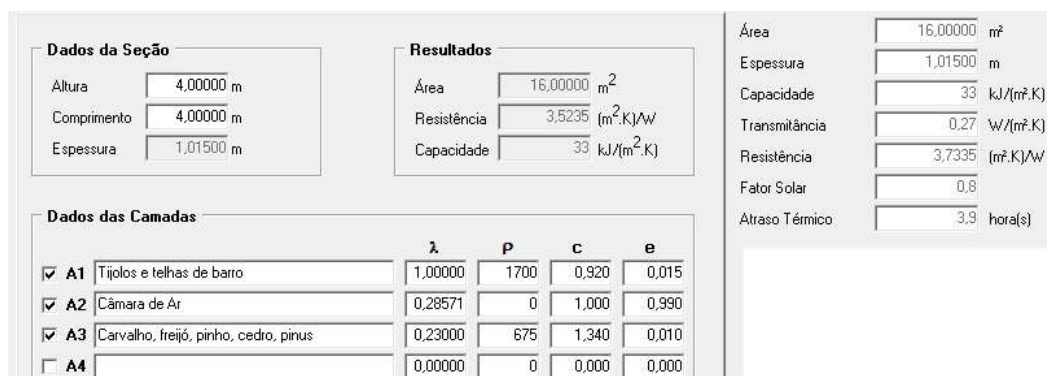 Dados da Seção
Altura 4,00000 m
Comprimento 4,00000 m
Espessura 1,01500 m
Resultados
Área 16,00000 m²
Resistência 3,5235 (m².K)/W
Capacidade 33 kJ/(m².K)
Área 16,00000 m²
Espessura 1,01500 m
Capacidade 33 kJ/(m².K)
Transmitância 0,27 W/(m².K)
Resistência 3,7335 (m².K)/W
Fator Solar 0,8
Atraso Térmico 3,9 hora(s)
Dados das Camadas
λ ρ c e
A1 Tijolos e telhas de barro 1,00000 1700 0,920 0,015
A2 Câmara de Ar 0,28571 0 1,000 0,990
A3 Carvalho, freijó, pinho, cedro, pinus 0,23000 675 1,340 0,010
A4 0,00000 0 0,000 0,000